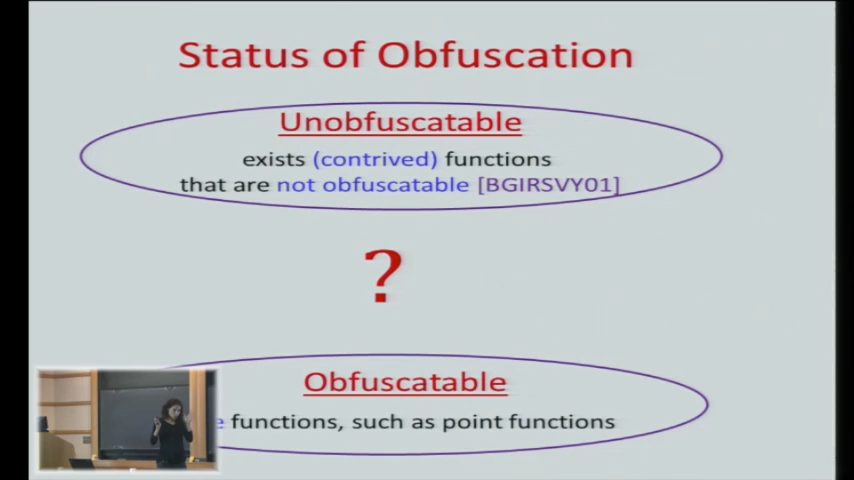 Status of Obfuscation
Unobfuscatable
exists (contrived) functions
that are not obfuscatable [BGIRSVY01]
?
Obfuscatable
functions, such as point functions